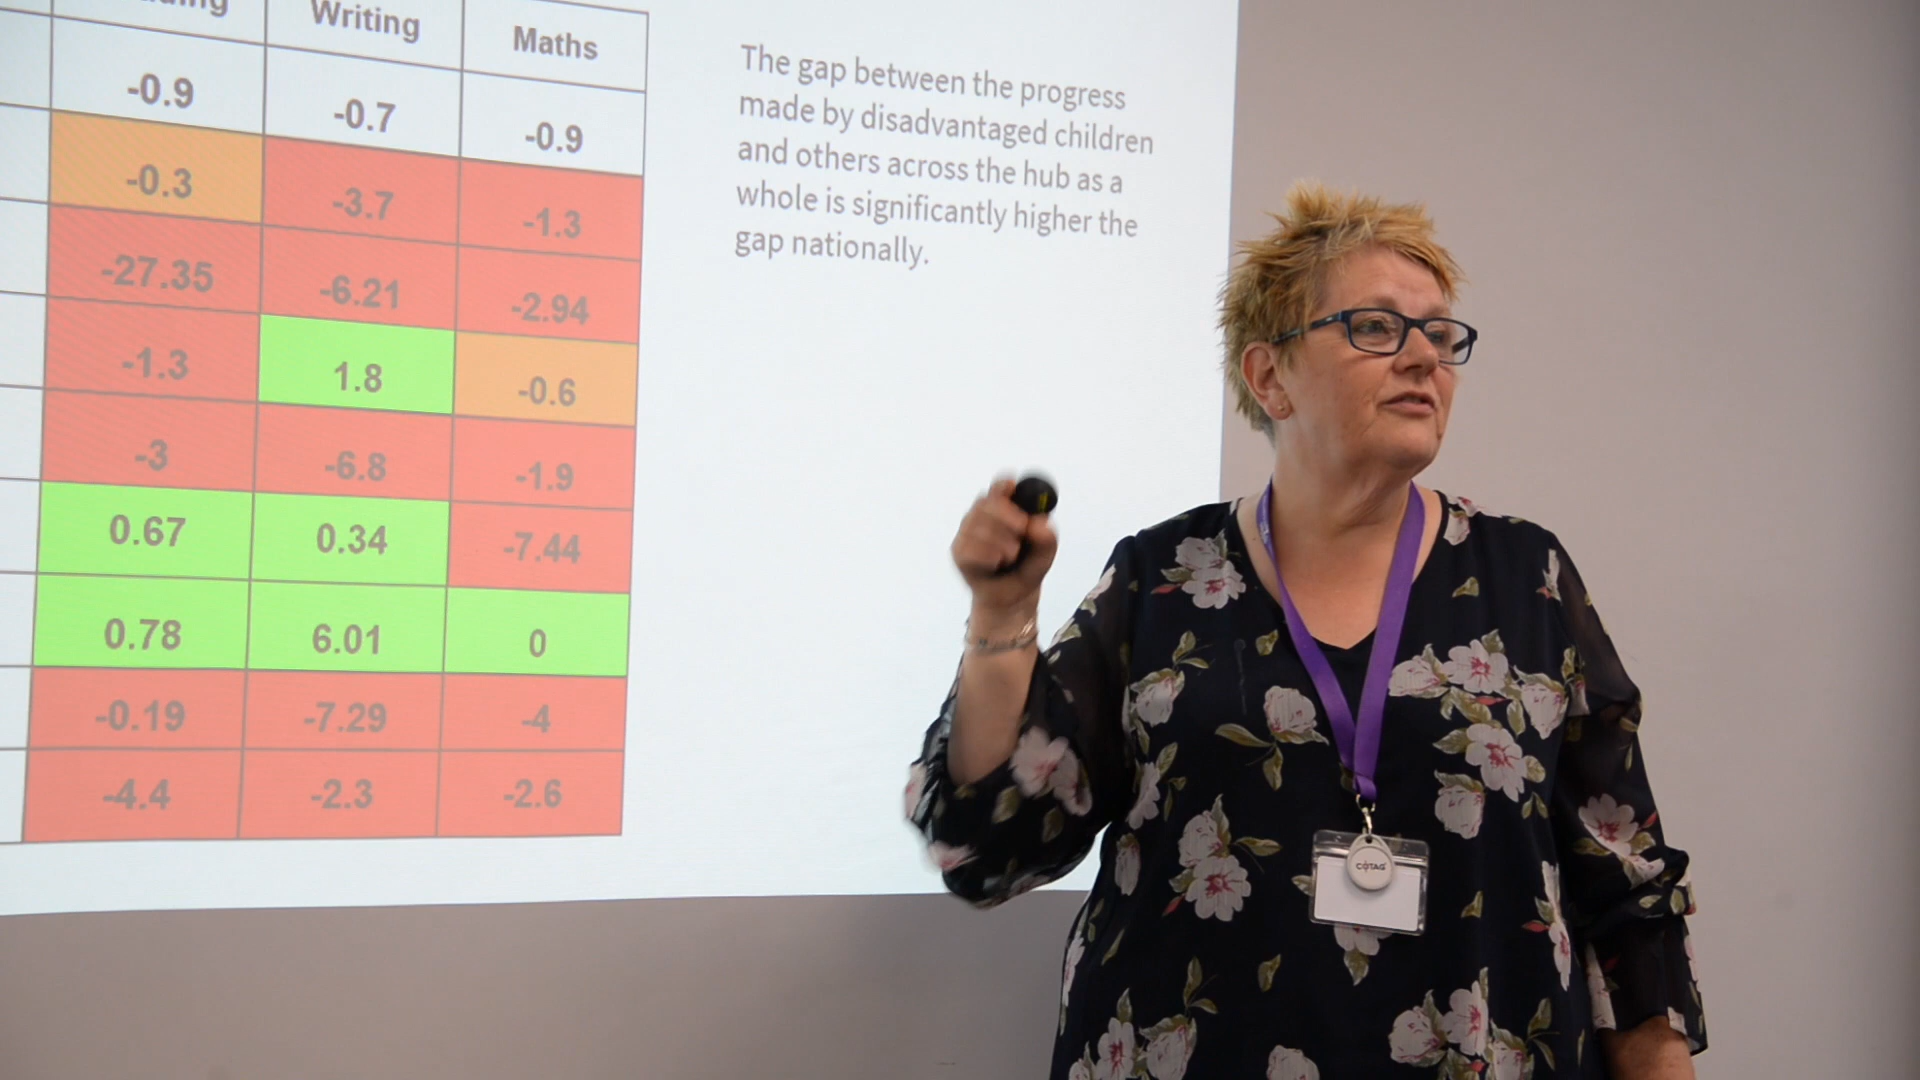 Writing Maths
-0.9 -0.7 -0.9
-0.3 -3.7 -1.3
-27.35 -6.21 -2.94
-1.3 1.8 -0.6
-3 -6.8 -1.9
0.67 0.34 -7.44
0.78 6.01 0
-0.19 -7.29 -4
-4.4 -2.3 -2.6
The gap between the progress
made by disadvantaged children
and others across the hub as a
whole is significantly higher the
gap nationally.
COTAG